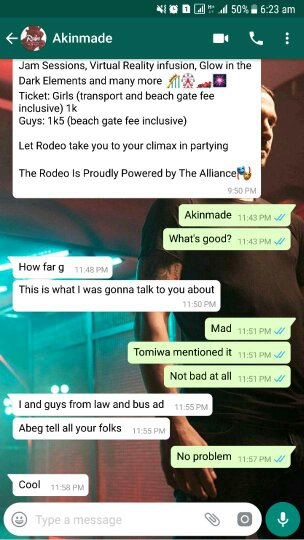 50% 6:23 am
Akinmade
Jam Sessions, Virtual Reality infusion, Glow in the
Dark Elements and many more
Ticket: Girls (transport and beach gate fee
inclusive) 1k
Guys: 1k5 (beach gate fee inclusive)
Let Rodeo take you to your climax in partying
The Rodeo Is Proudly Powered by The Alliance
9:50 PM
Akinmade 11:43 PM
What's good? 11:43 PM
How far g 11:48 PM
This is what I was gonna talk to you about
11:50 PM
Mad 11:51 PM
Tomiwa mentioned it 11:51 PM
Not bad at all 11:51 PM
I and guys from law and bus ad 11:55 PM
Abeg tell all your folks 11:55 PM
No problem 11:57 PM
Cool 11:58 PM
Type a message